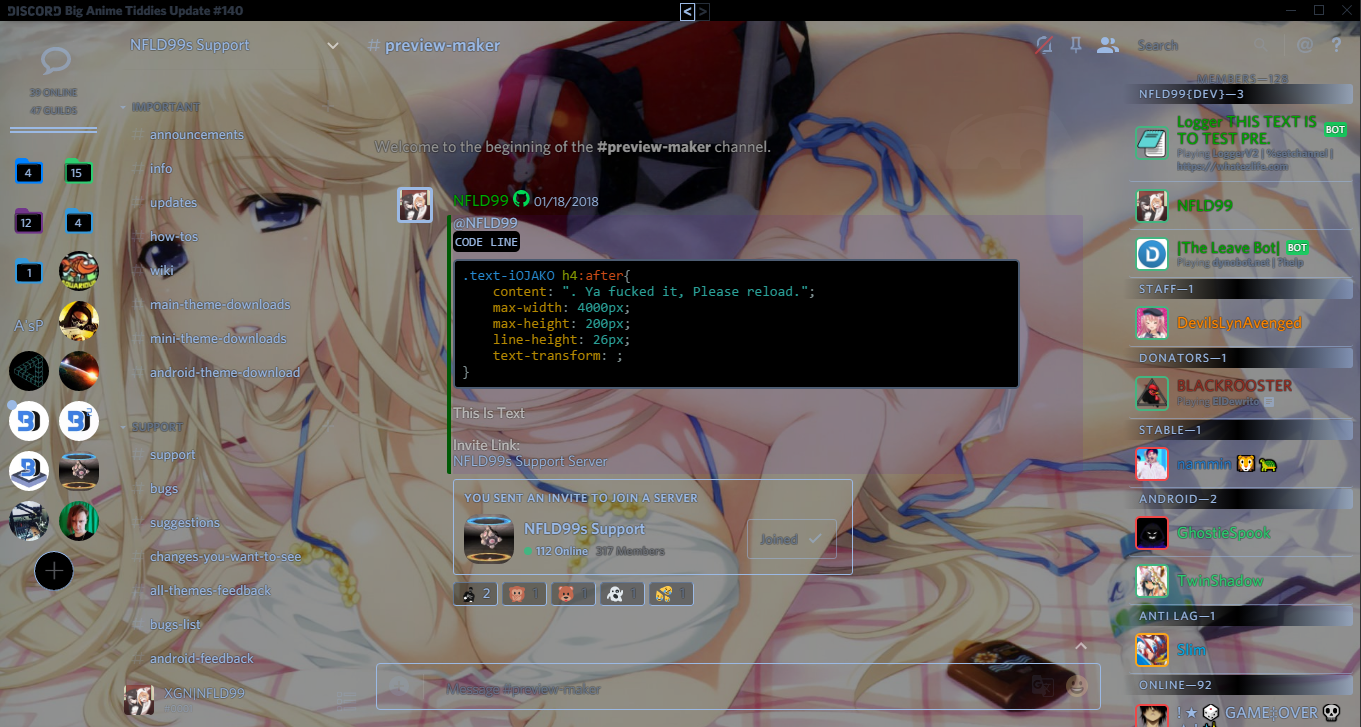 DISCORD Big Anime Tiddies Update #140
< >
39 ONLINE
47 GUILDS
4
15
12
4
1
A'sP
NFLD99s Support
IMPORTANT
# announcements
# info
# updates
# how-tos
# wiki
# main-theme-downloads
# mini-theme-downloads
# android-theme-download
SUPPORT
# support
# bugs
# suggestions
# changes-you-want-to-see
# all-themes-feedback
# bugs-list
# android-feedback
XGN|NFLD99
# preview-maker
Search
@ ?
Welcome to the beginning of the #preview-maker channel.
NFLD99 01/18/2018
@NFLD99
CODE LINE
.text-iOJAKO h4:after{
content: ". Ya fucked it, Please reload.";
max-width: 4000px;
max-height: 200px;
line-height: 26px;
text-transform: ;
}
This Is Text
Invite Link:
NFLD99s Support Server
YOU SENT AN INVITE TO JOIN A SERVER
NFLD99s Support
112 Online 317 Members
Joined
2 1 1 1 1
Message #preview-maker
MEMBERS—128
NFLD99{DEV}—3
Logger THIS TEXT IS
TO TEST PRE.
BOT
Playing LoggerV2 | %setchannel |
https://whatezlife.com
NFLD99
|The Leave Bot| BOT
Playing dynobot.net | ?help
STAFF—1
DevilsLynAvenged
DONATORS—1
BLACKROOSTER
Playing ElDewrito
STABLE—1
nammin
ANDROID—2
GhostieSpook
TwinShadow
ANTI LAG—1
Slim
ONLINE—92
! ★ GAME OVER